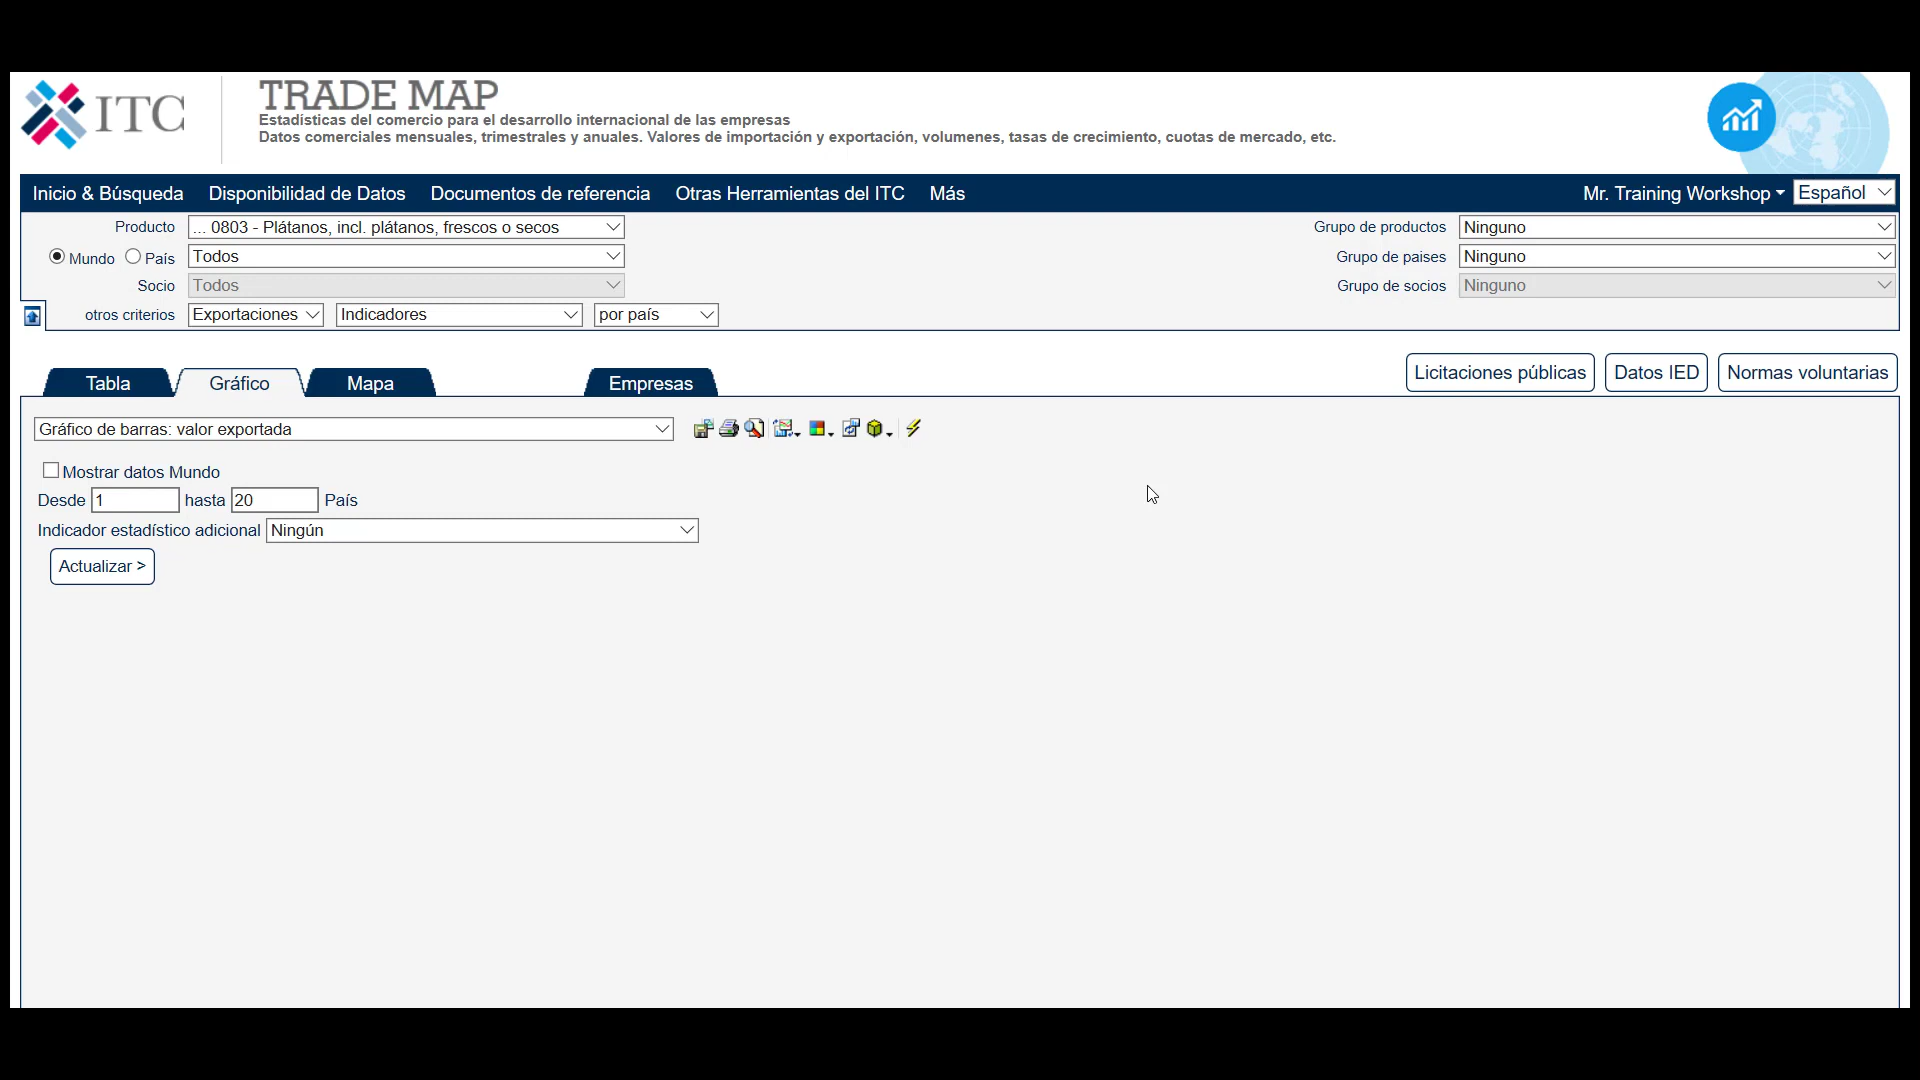 ITC
TRADE MAP
Estadísticas del comercio para el desarrollo internacional de las empresas
Datos comerciales mensuales, trimestrales y anuales. Valores de importación y exportación, volumenes, tasas de crecimiento, cuotas de mercado, etc.
Inicio & Búsqueda Disponibilidad de Datos Documentos de referencia Otras Herramientas del ITC Más Mr. Training Workshop Español
Producto ... 0803 - Plátanos, incl. plátanos, frescos o secos Grupo de productos Ninguno
Mundo País Todos Grupo de paises Ninguno
Socio Todos Grupo de socios Ninguno
otros criterios Exportaciones Indicadores por país
Licitaciones públicas Datos IED Normas voluntarias
Tabla Gráfico Mapa Empresas
Gráfico de barras: valor exportada
Mostrar datos Mundo
Desde 1 hasta 20 País
Indicador estadístico adicional Ningún
Actualizar >